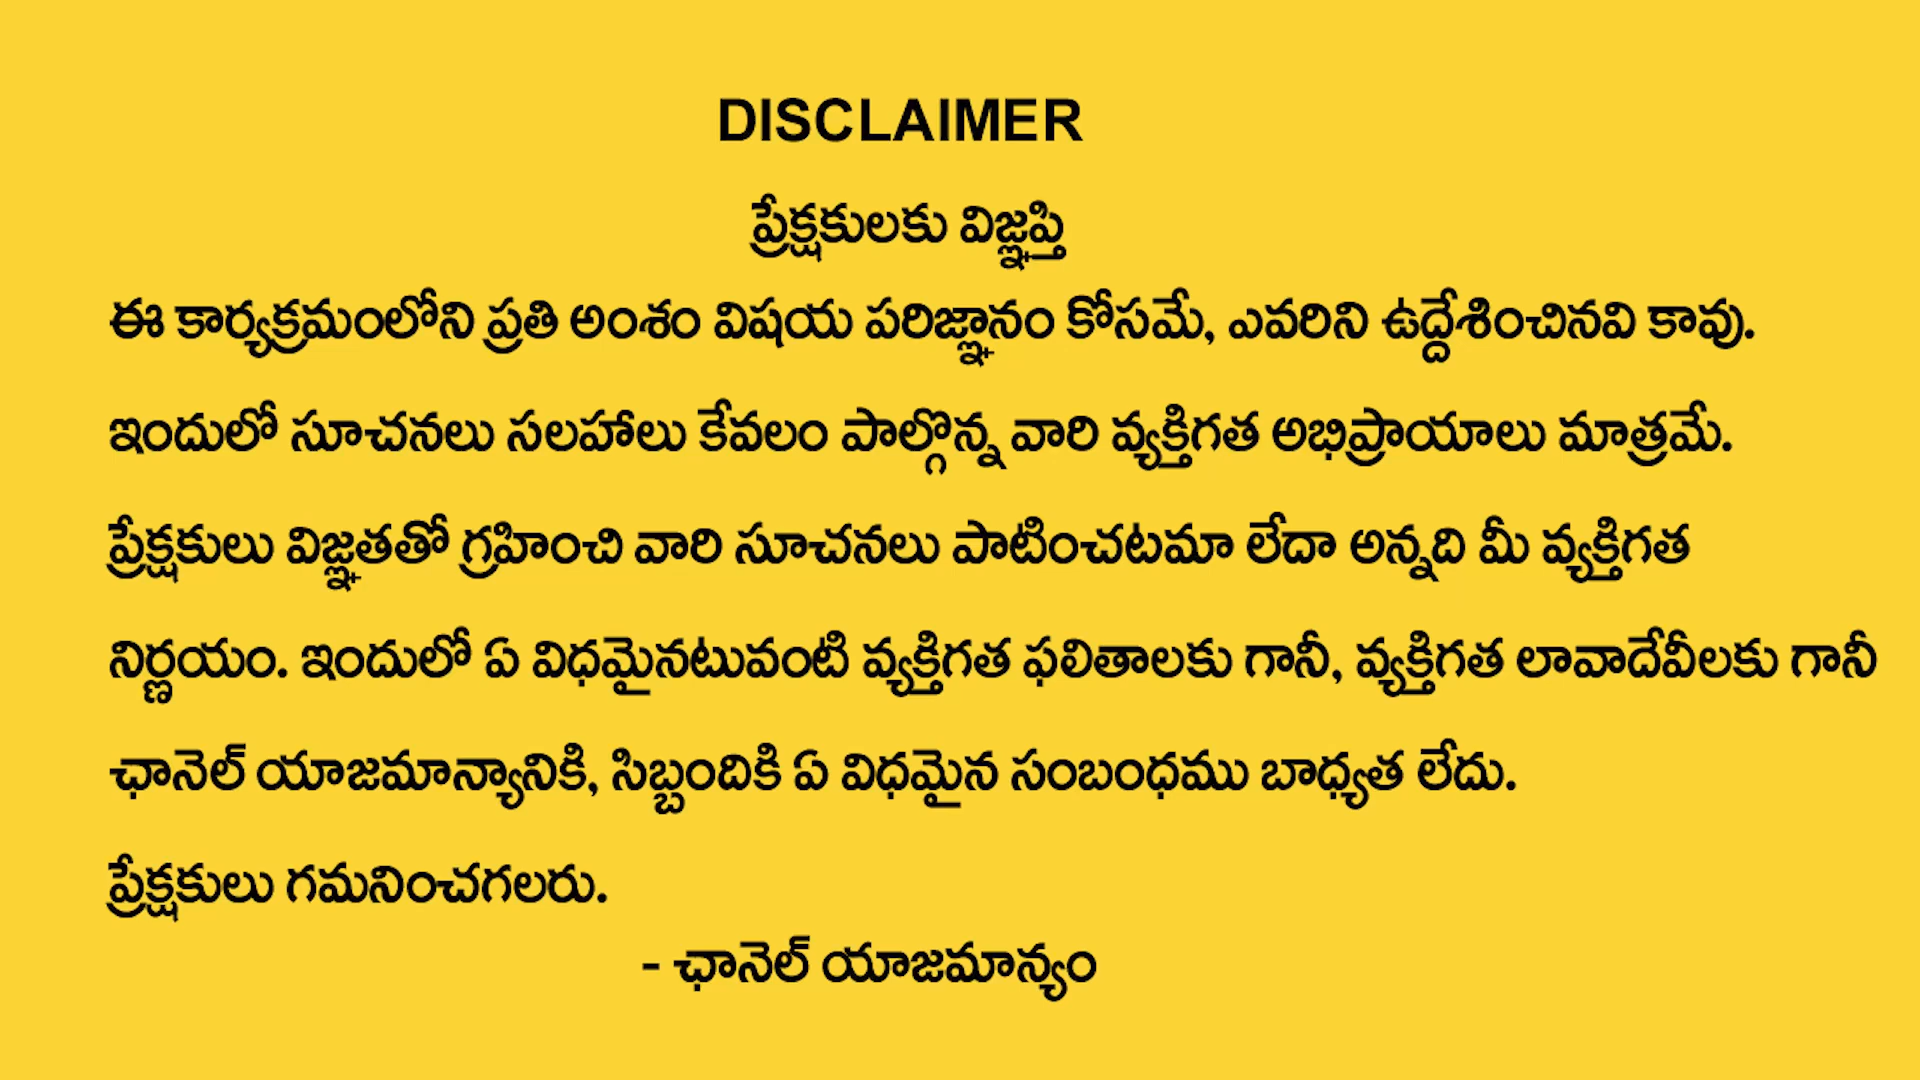 DISCLAIMER
ప్రేక్షకులకు విజ్ఞప్తి
ఈ కార్యక్రమంలోని ప్రతి అంశం విషయ పరిజ్ఞానం కోసమే, ఎవరిని ఉద్దేశించినవి కావు.
ఇందులో సూచనలు సలహాలు కేవలం పాల్గొన్న వారి వ్యక్తిగత అభిప్రాయాలు మాత్రమే.
ప్రేక్షకులు విజ్ఞతతో గ్రహించి వారి సూచనలు పాటించటమా లేదా అన్నది మీ వ్యక్తిగత
నిర్ణయం. ఇందులో ఏ విధమైనటువంటి వ్యక్తిగత ఫలితాలకు గానీ, వ్యక్తిగత లావాదేవీలకు గానీ
ఛానెల్ యాజమాన్యానికి, సిబ్బందికి ఏ విధమైన సంబంధము బాధ్యత లేదు.
ప్రేక్షకులు గమనించగలరు.
- ఛానెల్ యాజమాన్యం